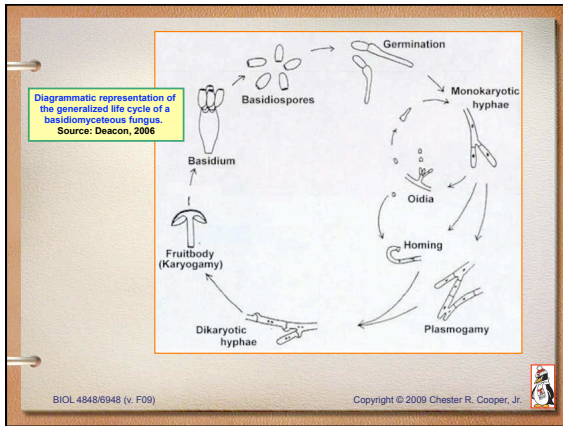 Diagrammatic representation of
the generalized life cycle of a
basidiomyceteous fungus.
Source: Deacon, 2006
Germination
Basidiospores
Monokaryotic
hyphae
Basidium
Oidia
Homing
Fruitbody
(Karyogamy)
Plasmogamy
Dikaryotic
hyphae
BIOL 4848/6948 (v. F09)
Copyright © 2009 Chester R. Cooper, Jr.